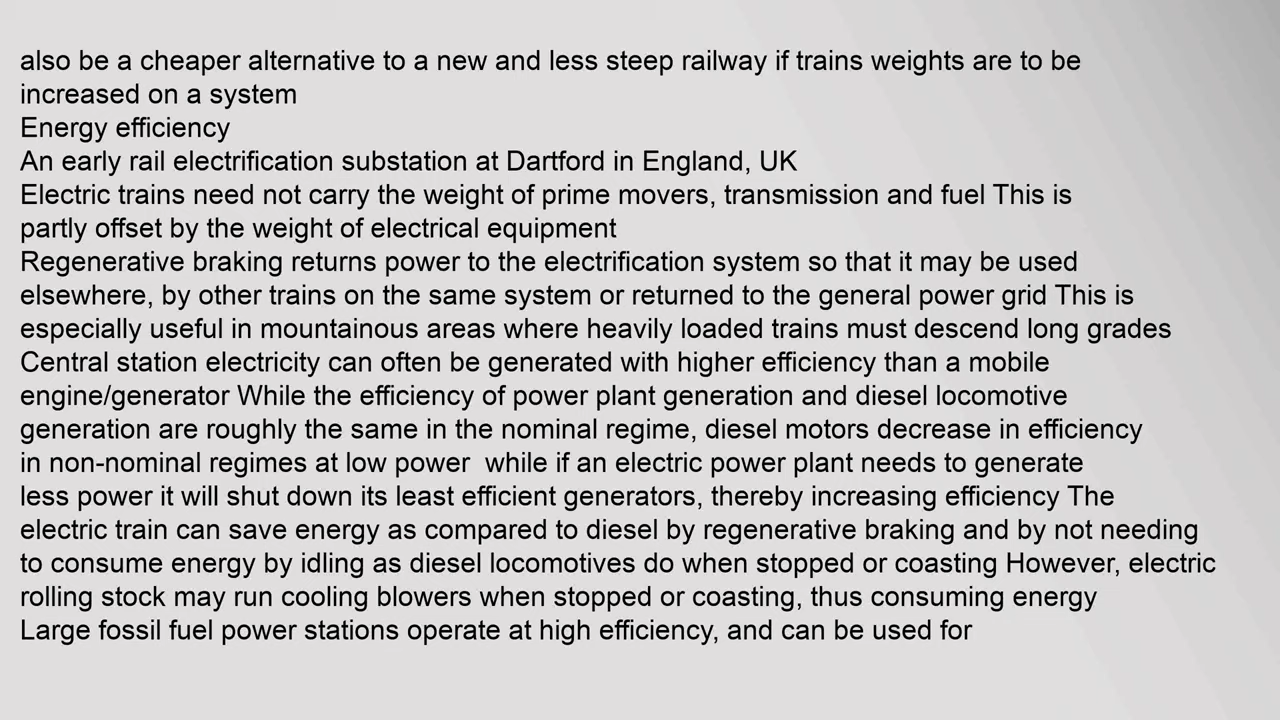 also be a cheaper alternative to a new and less steep railway if trains weights are to be
increased on a system
Energy efficiency
An early rail electrification substation at Dartford in England, UK
Electric trains need not carry the weight of prime movers, transmission and fuel This is
partly offset by the weight of electrical equipment
Regenerative braking returns power to the electrification system so that it may be used
elsewhere, by other trains on the same system or returned to the general power grid This is
especially useful in mountainous areas where heavily loaded trains must descend long grades
Central station electricity can often be generated with higher efficiency than a mobile
engine/generator While the efficiency of power plant generation and diesel locomotive
generation are roughly the same in the nominal regime, diesel motors decrease in efficiency
in non-nominal regimes at low power  while if an electric power plant needs to generate
less power it will shut down its least efficient generators, thereby increasing efficiency The
electric train can save energy as compared to diesel by regenerative braking and by not needing
to consume energy by idling as diesel locomotives do when stopped or coasting However, electric
rolling stock may run cooling blowers when stopped or coasting, thus consuming energy
Large fossil fuel power stations operate at high efficiency, and can be used for